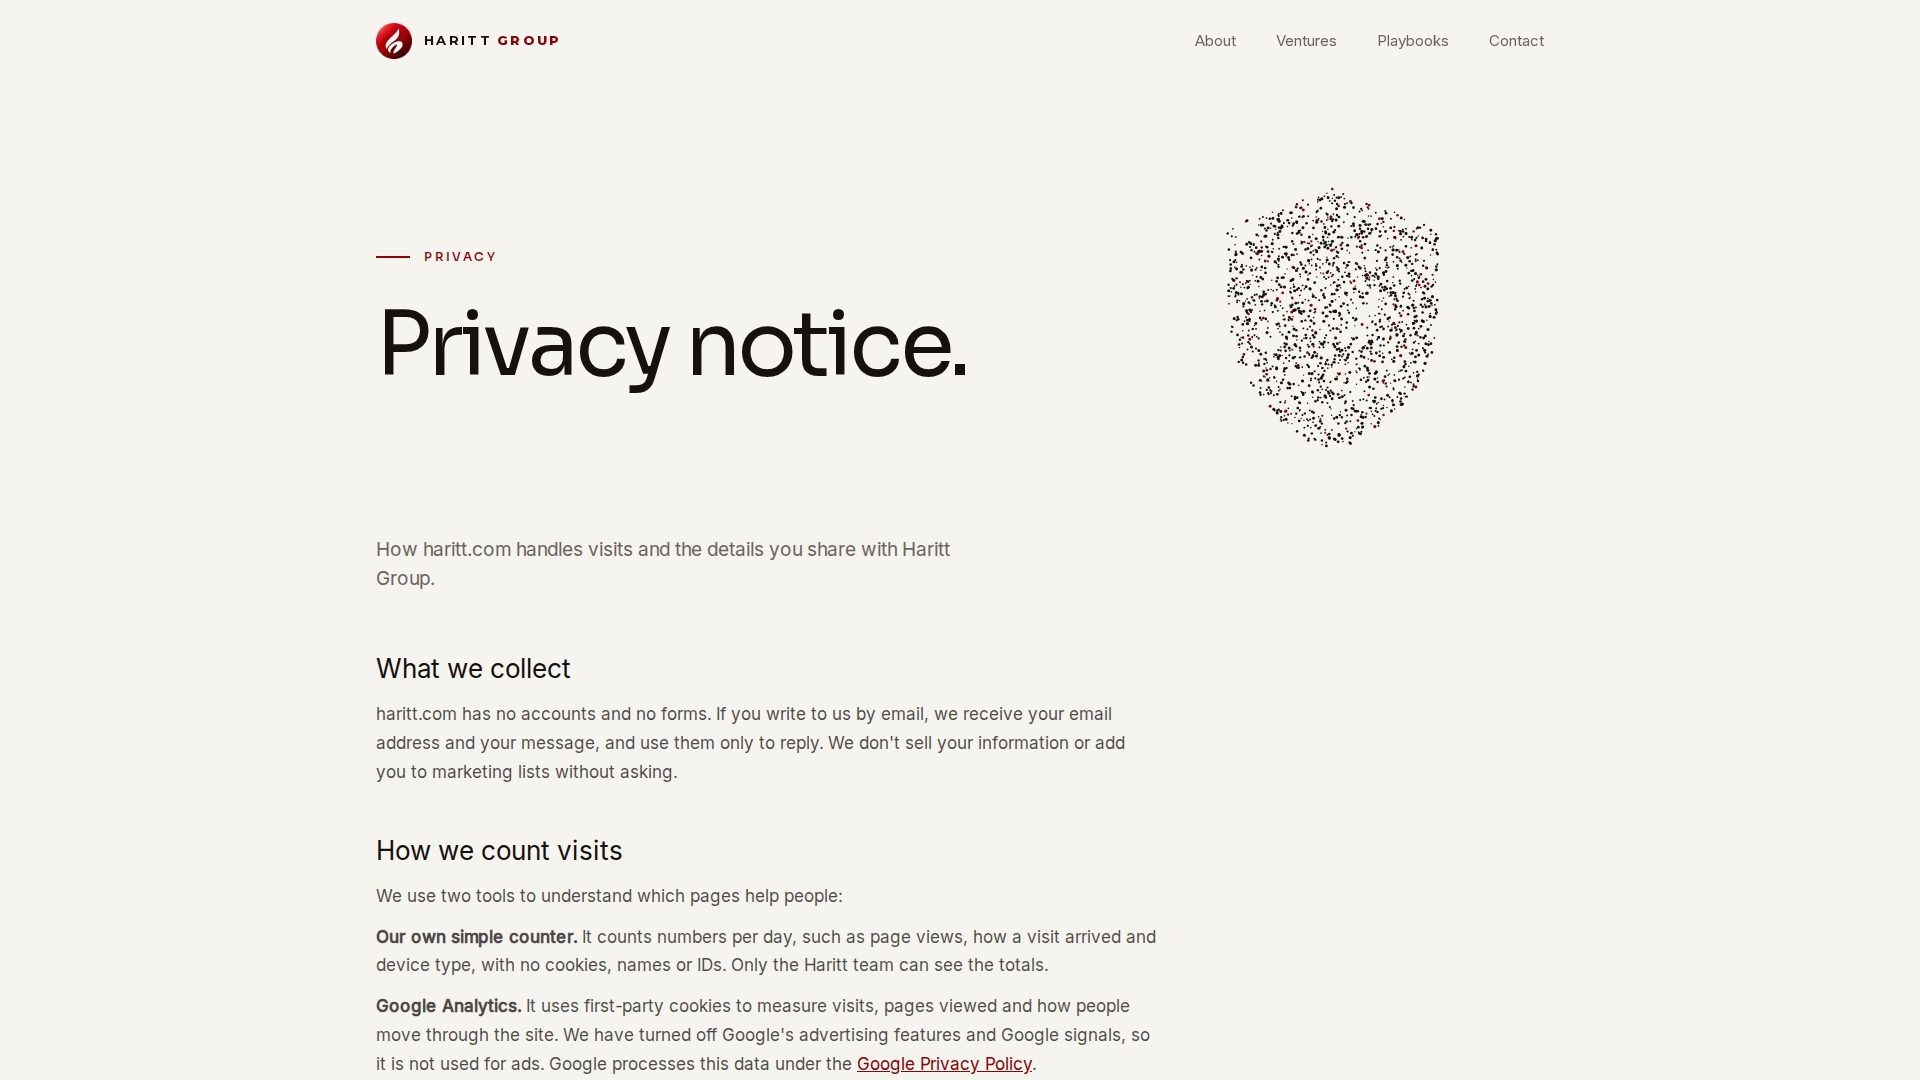 HARITT GROUP
About
Ventures
Playbooks
Contact
PRIVACY
Privacy notice.
How haritt.com handles visits and the details you share with Haritt
Group.
What we collect
haritt.com has no accounts and no forms. If you write to us by email, we receive your email
address and your message, and use them only to reply. We don't sell your information or add
you to marketing lists without asking.
How we count visits
We use two tools to understand which pages help people:
Our own simple counter. It counts numbers per day, such as page views, how a visit arrived and
device type, with no cookies, names or IDs. Only the Haritt team can see the totals.
Google Analytics. It uses first-party cookies to measure visits, pages viewed and how people
move through the site. We have turned off Google's advertising features and Google signals, so
it is not used for ads. Google processes this data under the Google Privacy Policy.